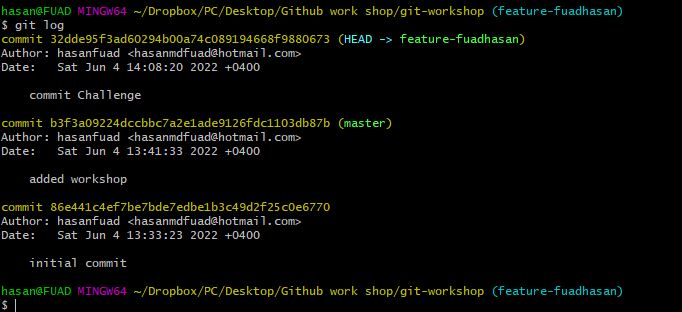 hasan@FUAD MINGW64 ~/Dropbox/PC/Desktop/Github work shop/git-workshop (feature-fuadhasan)
$ git log
commit 32dde95f3ad60294b00a74c089194668f9880673 (HEAD -> feature-fuadhasan)
Author: hasanfuad <hasanmdfuad@hotmail.com>
Date:   Sat Jun 4 14:08:20 2022 +0400

    commit Challenge

commit b3f3a09224dccbbc7a2e1ade9126fdc1103db87b (master)
Author: hasanfuad <hasanmdfuad@hotmail.com>
Date:   Sat Jun 4 13:41:33 2022 +0400

    added workshop

commit 86e441c4ef7be7bde7edbe1b3c49d2f25c0e6770
Author: hasanfuad <hasanmdfuad@hotmail.com>
Date:   Sat Jun 4 13:33:23 2022 +0400

    initial commit

hasan@FUAD MINGW64 ~/Dropbox/PC/Desktop/Github work shop/git-workshop (feature-fuadhasan)
$